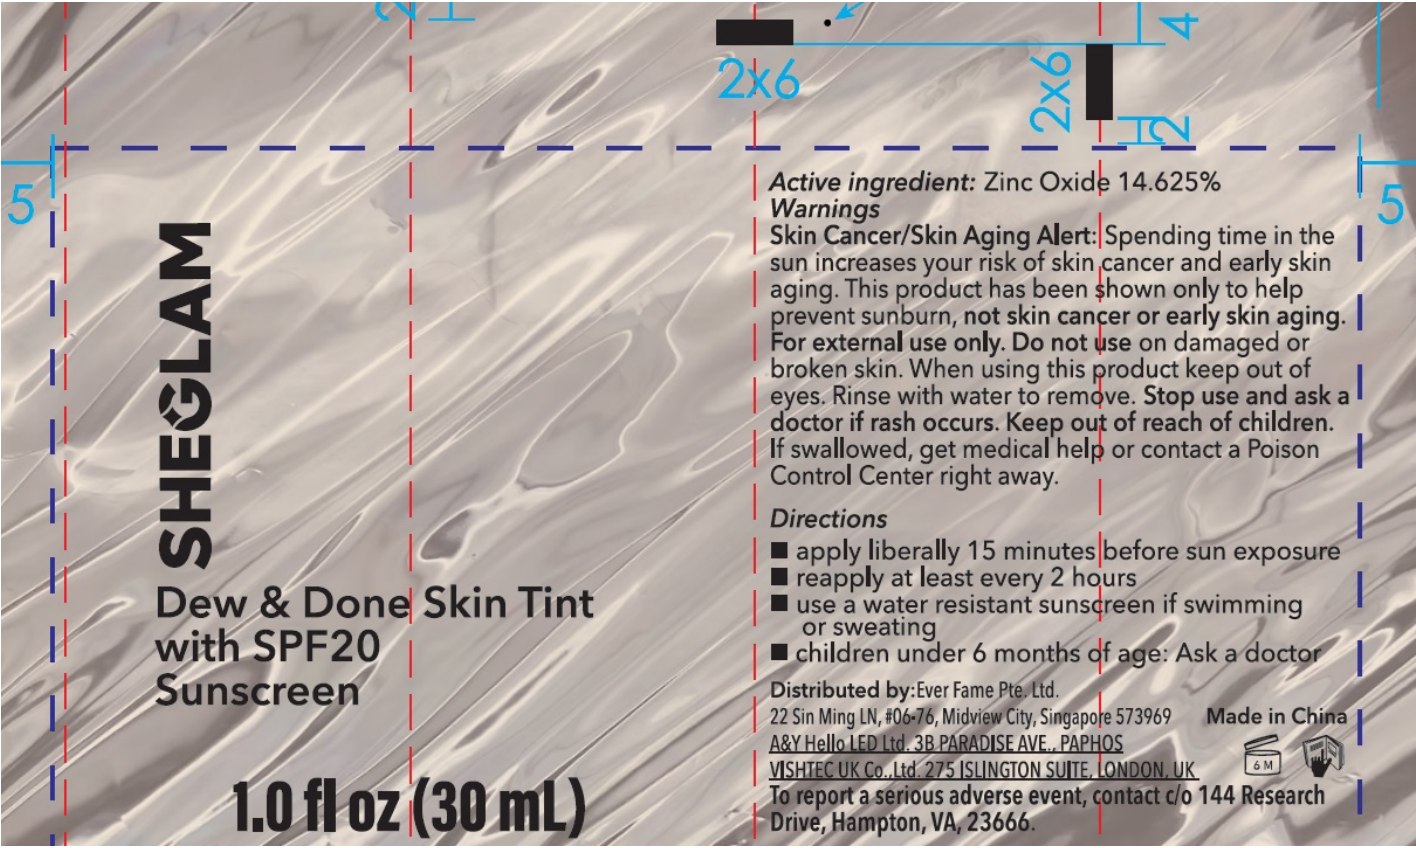 2
2x6
4
2x6
2
5
5
SHEGLAM
Dew & Done Skin Tint
with SPF20
Sunscreen
1.0 fl oz (30 mL)
Active ingredient: Zinc Oxide 14.625%
Warnings
Skin Cancer/Skin Aging Alert: Spending time in the
sun increases your risk of skin cancer and early skin
aging. This product has been shown only to help
prevent sunburn, not skin cancer or early skin aging.
For external use only. Do not use on damaged or
broken skin. When using this product keep out of
eyes. Rinse with water to remove. Stop use and ask a
doctor if rash occurs. Keep out of reach of children.
If swallowed, get medical help or contact a Poison
Control Center right away.
Directions
■ apply liberally 15 minutes before sun exposure
■ reapply at least every 2 hours
■ use a water resistant sunscreen if swimming
or sweating
■ children under 6 months of age: Ask a doctor
Distributed by:Ever Fame Pte. Ltd.
22 Sin Ming LN, #06-76, Midview City, Singapore 573969 Made in China
A&Y Hello LED Ltd. 3B PARADISE AVE., PAPHOS
VISHTEC UK Co.,Ltd. 275 ISLINGTON SUITE, LONDON, UK
6 M
To report a serious adverse event, contact c/o 144 Research
Drive, Hampton, VA, 23666.